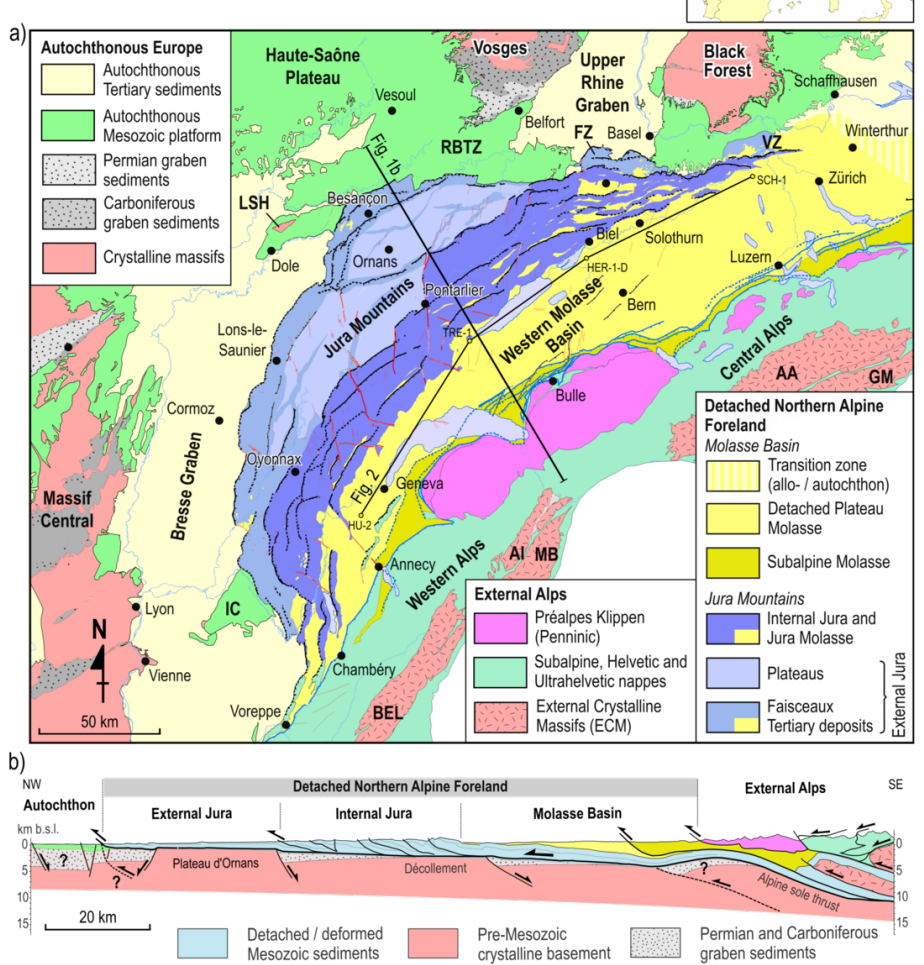 a)
Autochthonous Europe
Autochthonous
Tertiary sediments
Autochthonous
Mesozoic platform
Permian graben
sediments
Carboniferous
graben sediments
Crystalline massifs
Haute-Saône
Plateau
Vosges
Upper
Rhine
Graben
Black
Forest
Schaffhausen
Vesoul
Belfort
FZ
Basel
Winterthur
RBTZ
VZ
Fig. 1b
SCH-1
Zürich
LSH
Besançon
Dole
Ornans
Biel
Solothurn
HER-1-D
Luzern
Bern
Pontarlier
Jura Mountains
TRE-1
Western Molasse
Basin
Lons-le-
Saunier
Central Alps
AA
GM
Bulle
Cormoz
Bresse Graben
Oyonnax
Massif
Central
Fig. 2
Geneva
HU-2
Annecy
Western Alps
AI
MB
Lyon
IC
N
Vienne
Chambéry
50 km
Voreppe
BEL
External Alps
Préalpes Klippen
(Penninic)
Subalpine, Helvetic and
Ultrahelvetic nappes
External Crystalline
Massifs (ECM)
Detached Northern Alpine
Foreland
Molasse Basin
Transition zone
(allo- / autochthon)
Detached Plateau
Molasse
Subalpine Molasse
Jura Mountains
Internal Jura and
Jura Molasse
Plateaus
Faisceaux
Tertiary deposits
External Jura
b)
NW
Detached Northern Alpine Foreland
SE
Autochthon
External Jura
Internal Jura
Molasse Basin
External Alps
km b.s.l.
0
5
10
15
?
?
Plateau d'Ornans
Décollement
?
Alpine sole thrust
0
5
10
15
20 km
Detached / deformed
Mesozoic sediments
Pre-Mesozoic
crystalline basement
Permian and Carboniferous
graben sediments